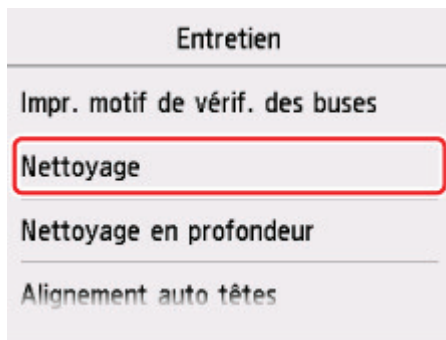 Entretien
Impr. motif de vérif. des buses
Nettoyage
Nettoyage en profondeur
Alignement auto têtes